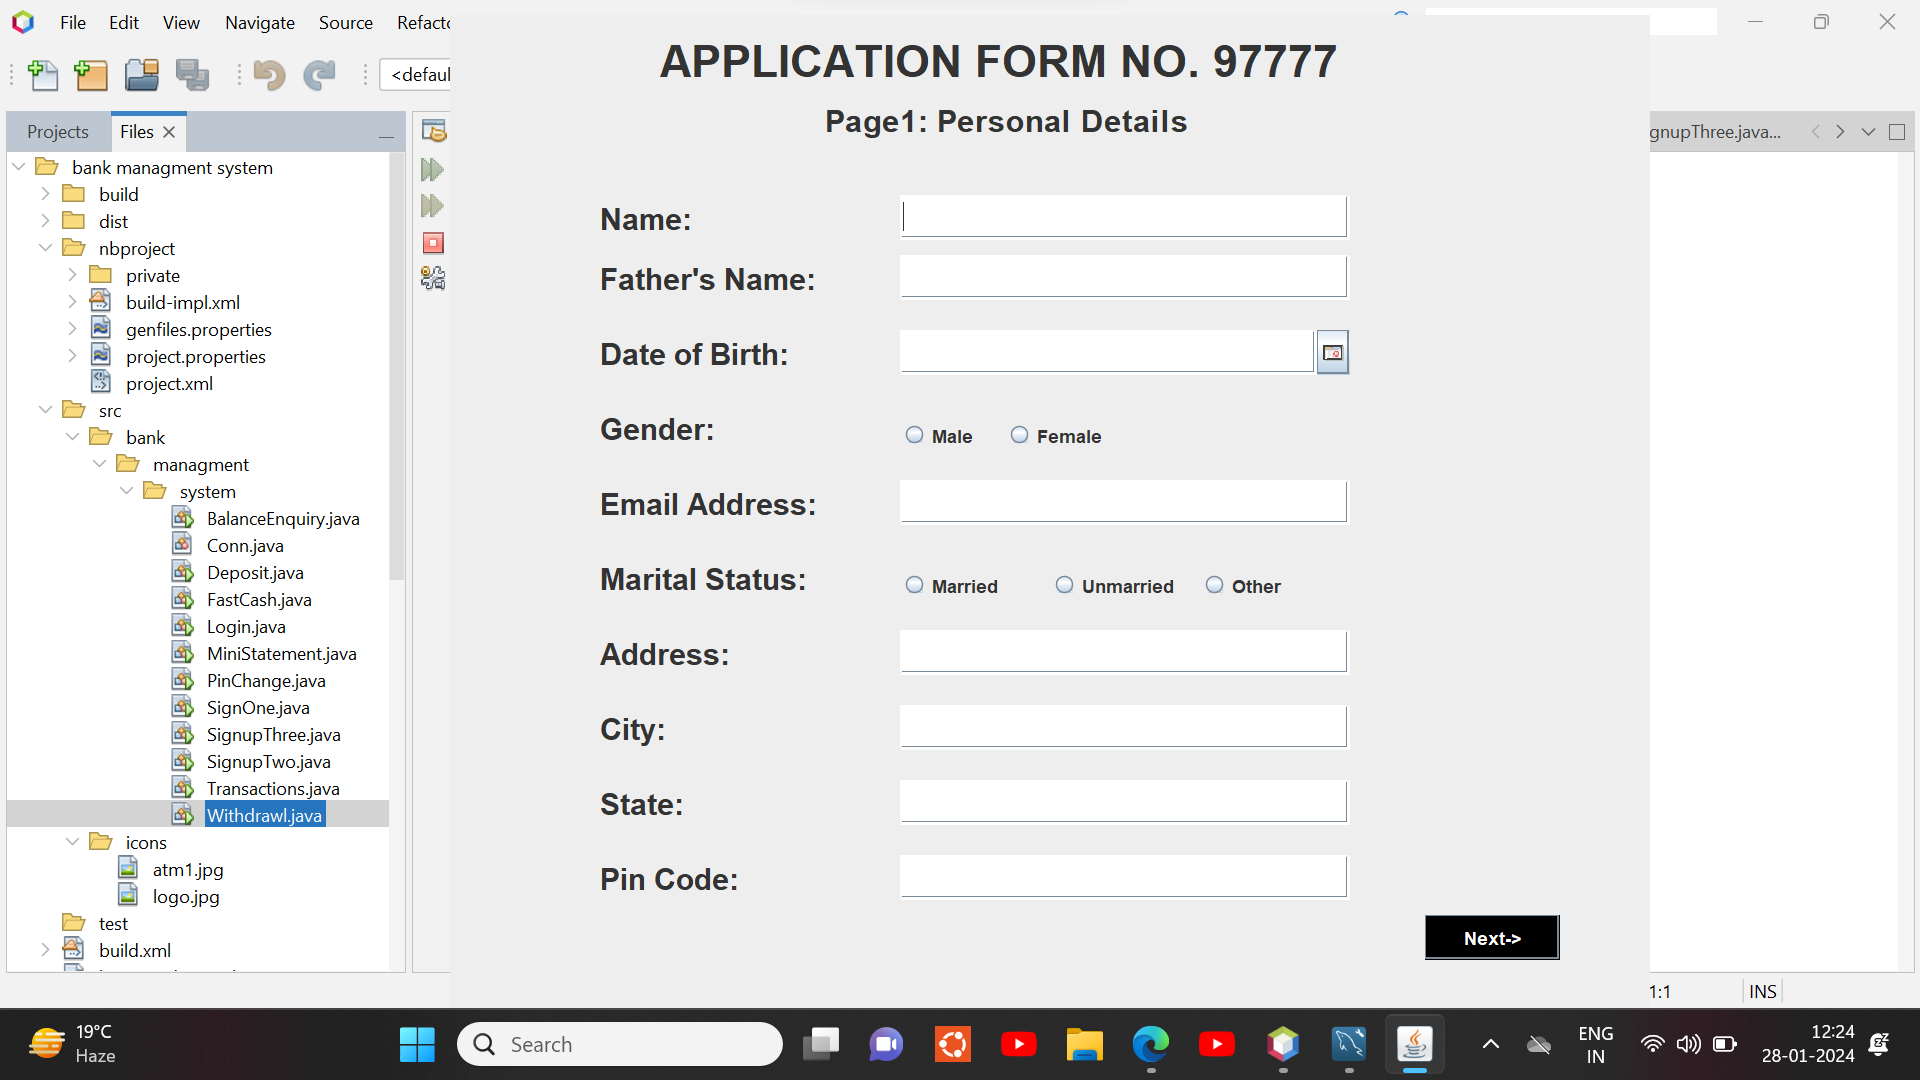 File Edit View Navigate Source Refacto
<defaul
Projects Files
bank managment system
build
dist
nbproject
private
build-impl.xml
genfiles.properties
project.properties
project.xml
src
bank
managment
system
BalanceEnquiry.java
Conn.java
Deposit.java
FastCash.java
Login.java
MiniStatement.java
PinChange.java
SignOne.java
SignupThree.java
SignupTwo.java
Transactions.java
Withdrawl.java
icons
atm1.jpg
logo.jpg
test
build.xml
APPLICATION FORM NO. 97777
Page1: Personal Details
Name:
Father's Name:
Date of Birth:
Gender: Male Female
Email Address:
Marital Status: Married Unmarried Other
Address:
City:
State:
Pin Code:
Next->
gnupThree.java...
1:1 INS
19°C
Haze
Search
ENG
IN
12:24
28-01-2024